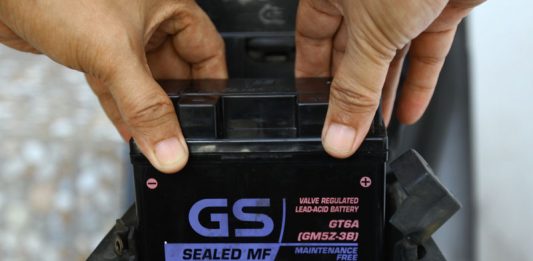 GS
VALVE REGULATED
LEAD-ACID BATTERY
GT6A
(GM5Z-3B)
SEALED MF
MAINTENANCE
FREE